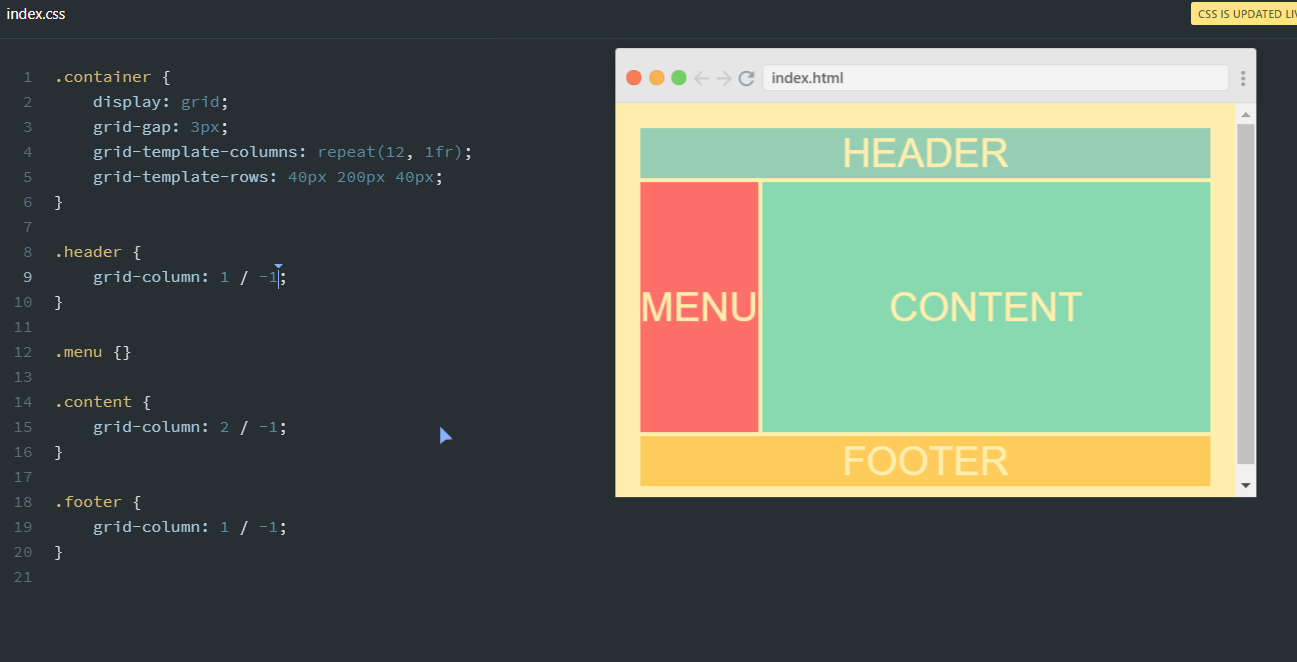 index.css
CSS IS UPDATED LIV
1 .container {
2 display: grid;
3 grid-gap: 3px;
4 grid-template-columns: repeat(12, 1fr);
5 grid-template-rows: 40px 200px 40px;
6 }
7
8 .header {
9 grid-column: 1 / -1;
10 }
11
12 .menu {}
13
14 .content {
15 grid-column: 2 / -1;
16 }
17
18 .footer {
19 grid-column: 1 / -1;
20 }
21
index.html
HEADER
MENU
CONTENT
FOOTER